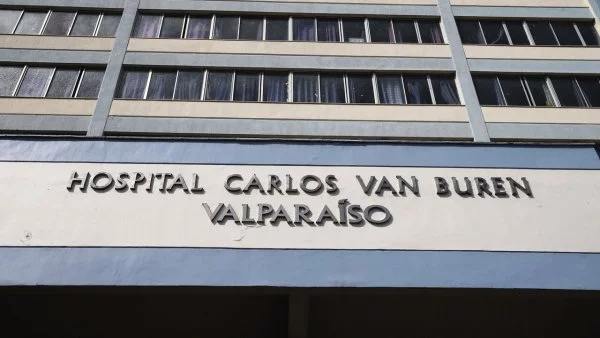 HOSPITAL CARLOS VAN BUREN
VALPARAÍSO